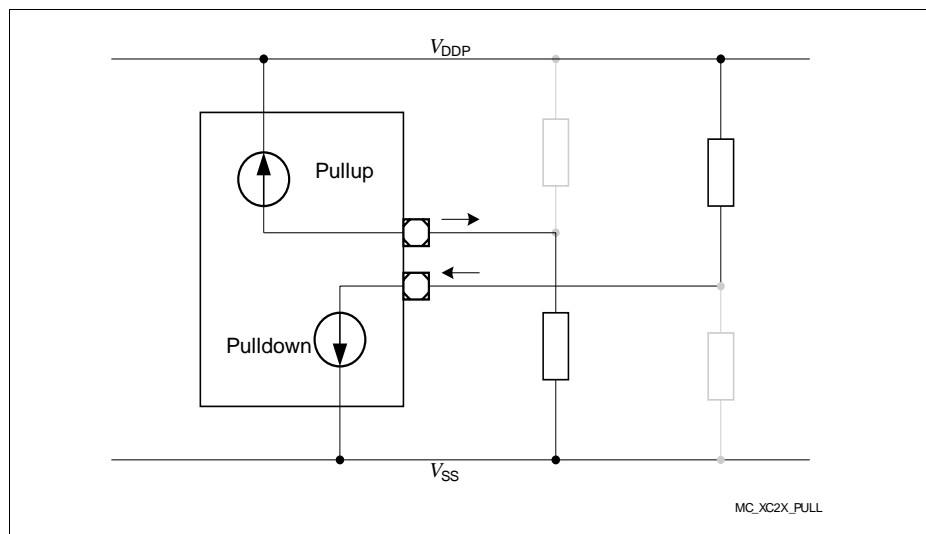 VDDP
Pullup
Pulldown
VSS
MC_XC2X_PULL